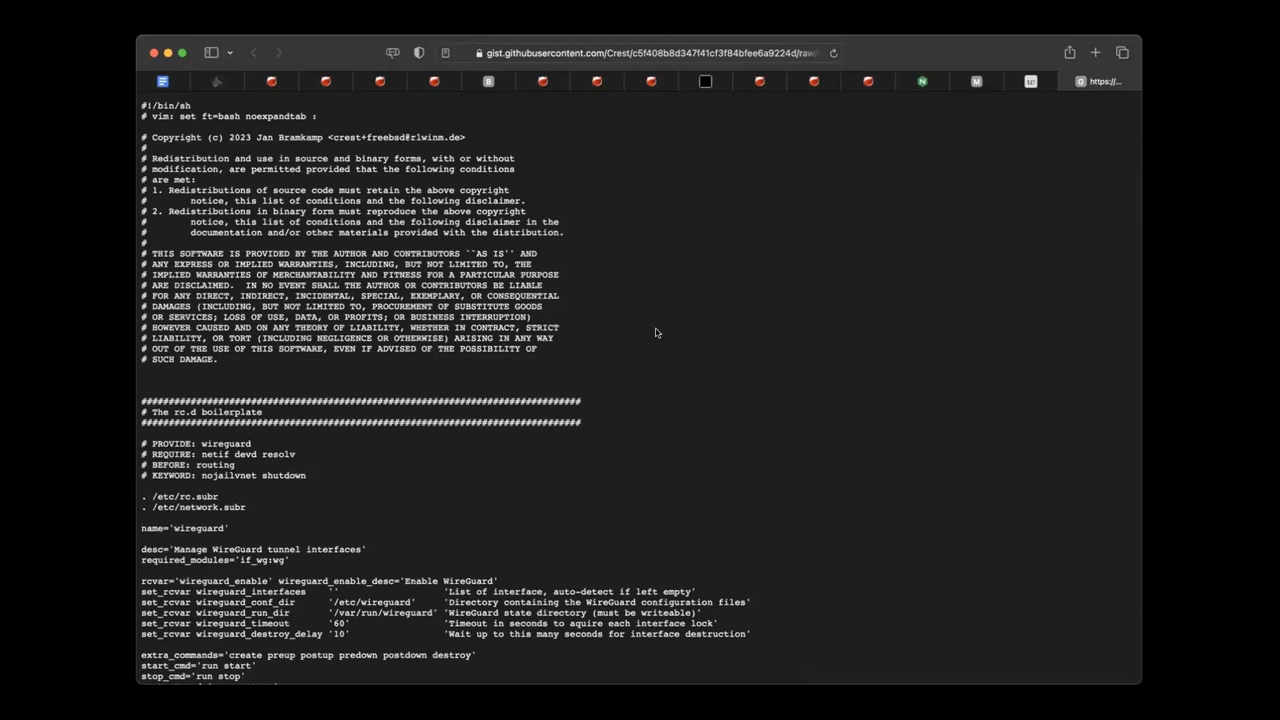 gist.githubusercontent.com/Crest/c5f408b8d347f41cf3f84bfee6a9224d/raw/
B
M
G https://...
#!/bin/sh
# vim: set ft=bash noexpandtab :
# Copyright (c) 2023 Jan Bramkamp <crest+freebsd@rlwinm.de>
#
# Redistribution and use in source and binary forms, with or without
# modification, are permitted provided that the following conditions
# are met:
# 1. Redistributions of source code must retain the above copyright
#        notice, this list of conditions and the following disclaimer.
# 2. Redistributions in binary form must reproduce the above copyright
#        notice, this list of conditions and the following disclaimer in the
#        documentation and/or other materials provided with the distribution.
#
# THIS SOFTWARE IS PROVIDED BY THE AUTHOR AND CONTRIBUTORS ``AS IS'' AND
# ANY EXPRESS OR IMPLIED WARRANTIES, INCLUDING, BUT NOT LIMITED TO, THE
# IMPLIED WARRANTIES OF MERCHANTABILITY AND FITNESS FOR A PARTICULAR PURPOSE
# ARE DISCLAIMED.  IN NO EVENT SHALL THE AUTHOR OR CONTRIBUTORS BE LIABLE
# FOR ANY DIRECT, INDIRECT, INCIDENTAL, SPECIAL, EXEMPLARY, OR CONSEQUENTIAL
# DAMAGES (INCLUDING, BUT NOT LIMITED TO, PROCUREMENT OF SUBSTITUTE GOODS
# OR SERVICES; LOSS OF USE, DATA, OR PROFITS; OR BUSINESS INTERRUPTION)
# HOWEVER CAUSED AND ON ANY THEORY OF LIABILITY, WHETHER IN CONTRACT, STRICT
# LIABILITY, OR TORT (INCLUDING NEGLIGENCE OR OTHERWISE) ARISING IN ANY WAY
# OUT OF THE USE OF THIS SOFTWARE, EVEN IF ADVISED OF THE POSSIBILITY OF
# SUCH DAMAGE.
################################################################################
# The rc.d boilerplate
################################################################################
# PROVIDE: wireguard
# REQUIRE: netif devd resolv
# BEFORE: routing
# KEYWORD: nojailvnet shutdown
. /etc/rc.subr
. /etc/network.subr
name='wireguard'
desc='Manage WireGuard tunnel interfaces'
required_modules='if_wg:wg'
rcvar='wireguard_enable' wireguard_enable_desc='Enable WireGuard'
set_rcvar wireguard_interfaces    ''                   'List of interface, auto-detect if left empty'
set_rcvar wireguard_conf_dir      '/etc/wireguard'     'Directory containing the WireGuard configuration files'
set_rcvar wireguard_run_dir       '/var/run/wireguard' 'WireGuard state directory (must be writeable)'
set_rcvar wireguard_timeout       '60'                 'Timeout in seconds to aquire each interface lock'
set_rcvar wireguard_destroy_delay '10'                 'Wait up to this many seconds for interface destruction'
extra_commands='create preup postup predown postdown destroy'
start_cmd='run start'
stop_cmd='run stop'